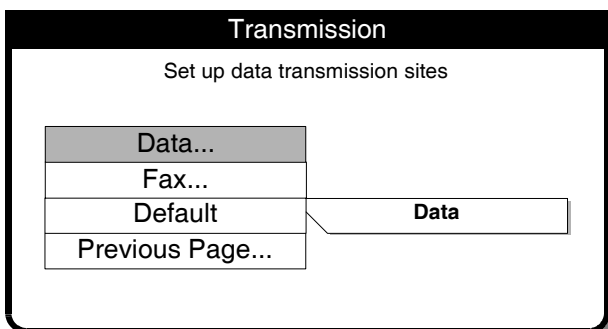 Transmission
Set up data transmission sites
Data...
Fax...
Default
Data
Previous Page...